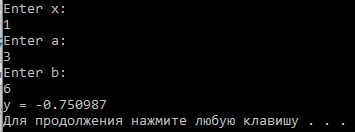 Enter x:
1
Enter a:
3
Enter b:
6
y = -0.750987
Для продолжения нажмите любую клавишу . . .